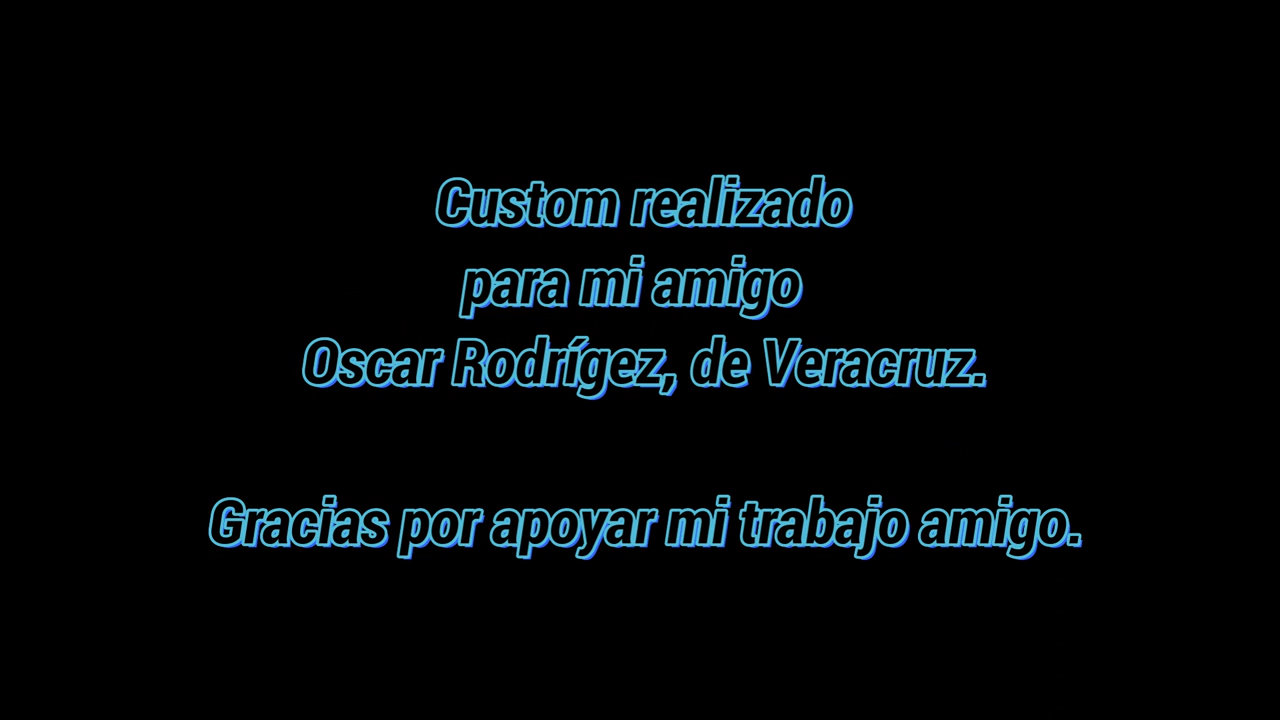 Custom realizado
para mi amigo
Oscar Rodrígez, de Veracruz.
Gracias por apoyar mi trabajo amigo.